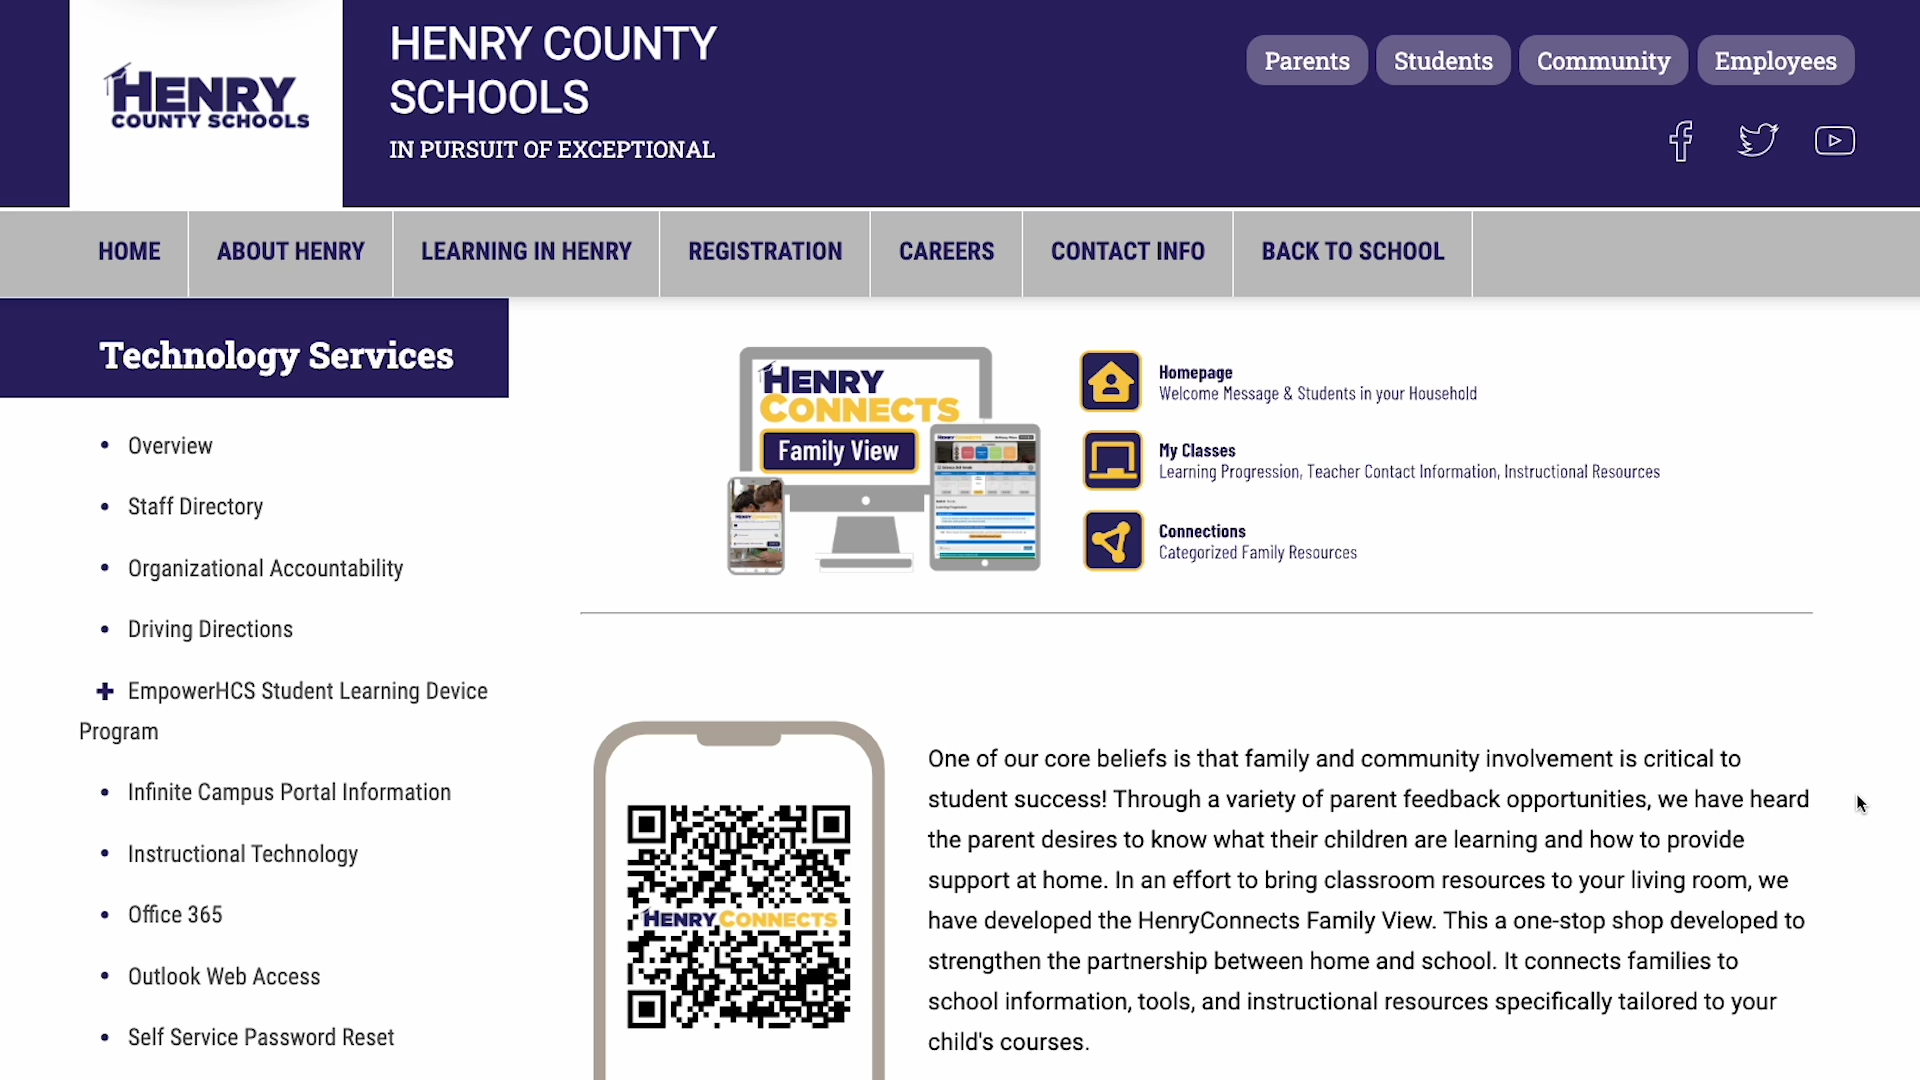 HENRY
COUNTY SCHOOLS
HENRY COUNTY
SCHOOLS
IN PURSUIT OF EXCEPTIONAL
Parents
Students
Community
Employees
HOME
ABOUT HENRY
LEARNING IN HENRY
REGISTRATION
CAREERS
CONTACT INFO
BACK TO SCHOOL
Technology Services
Overview
Staff Directory
Organizational Accountability
Driving Directions
EmpowerHCS Student Learning Device
Program
Infinite Campus Portal Information
Instructional Technology
Office 365
Outlook Web Access
Self Service Password Reset
HENRY
CONNECTS
Family View
Homepage
Welcome Message & Students in your Household
My Classes
Learning Progression, Teacher Contact Information, Instructional Resources
Connections
Categorized Family Resources
HENRYCONNECTS
One of our core beliefs is that family and community involvement is critical to
student success! Through a variety of parent feedback opportunities, we have heard
the parent desires to know what their children are learning and how to provide
support at home. In an effort to bring classroom resources to your living room, we
have developed the HenryConnects Family View. This a one-stop shop developed to
strengthen the partnership between home and school. It connects families to
school information, tools, and instructional resources specifically tailored to your
child's courses.